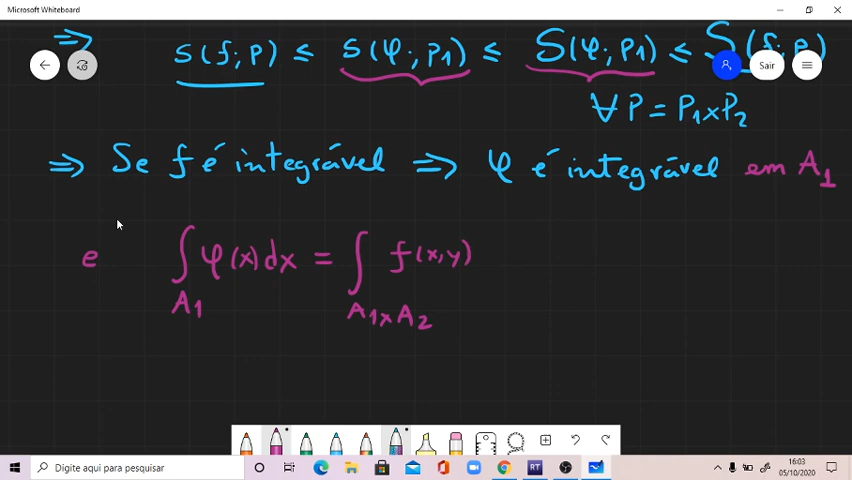 Microsoft Whiteboard
⇒ s(f; P) ≤ s(φ; P1) ≤ S(φ; P1) ≤ S(f; P)
Sair
∀ P = P1 x P2
⇒ Se f é integrável ⇒ φ é integrável em A1
e ∫ φ(x)dx = ∫ f(x,y)
A1 A1 x A2
Digite aqui para pesquisar
RT
16:03
05/10/2020